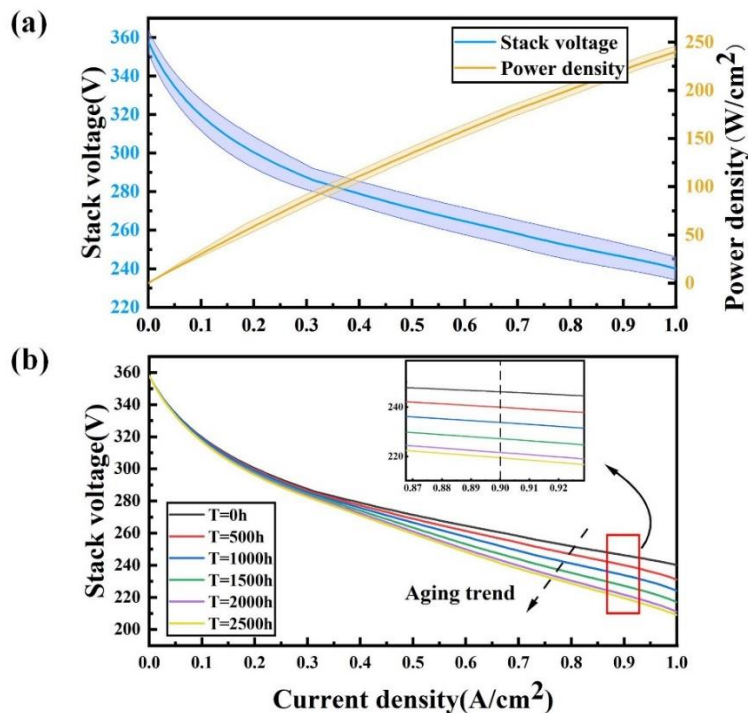 (a)
Stack voltage(V)
360
340
320
300
280
260
240
220
Stack voltage
Power density
250
200
150
100
50
0
Power density(W/cm²)
0.0 0.1 0.2 0.3 0.4 0.5 0.6 0.7 0.8 0.9 1.0
(b)
Stack voltage(V)
360
340
320
300
280
260
240
220
200
190
240
220
0.87 0.88 0.89 0.90 0.91 0.92
T=0h
T=500h
T=1000h
T=1500h
T=2000h
T=2500h
Aging trend
0.0 0.1 0.2 0.3 0.4 0.5 0.6 0.7 0.8 0.9 1.0
Current density(A/cm²)